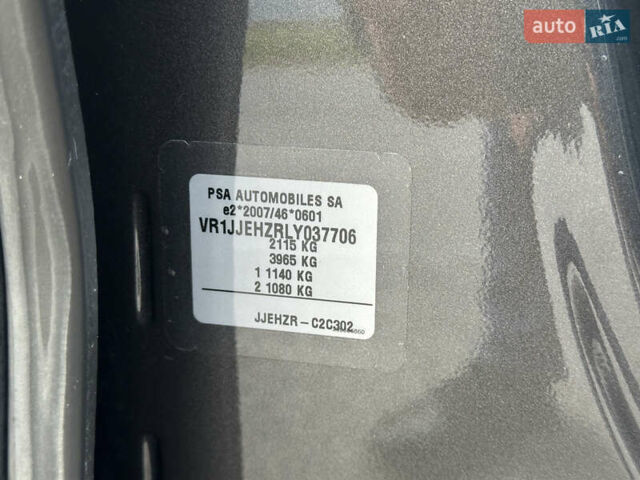 auto RIA
.com
PSA AUTOMOBILES SA
e2*2007/46*0601
VR1JJEHZRLY037706
2115 KG
3965 KG
1 1140 KG
2 1080 KG
JJEHZR – C2C302